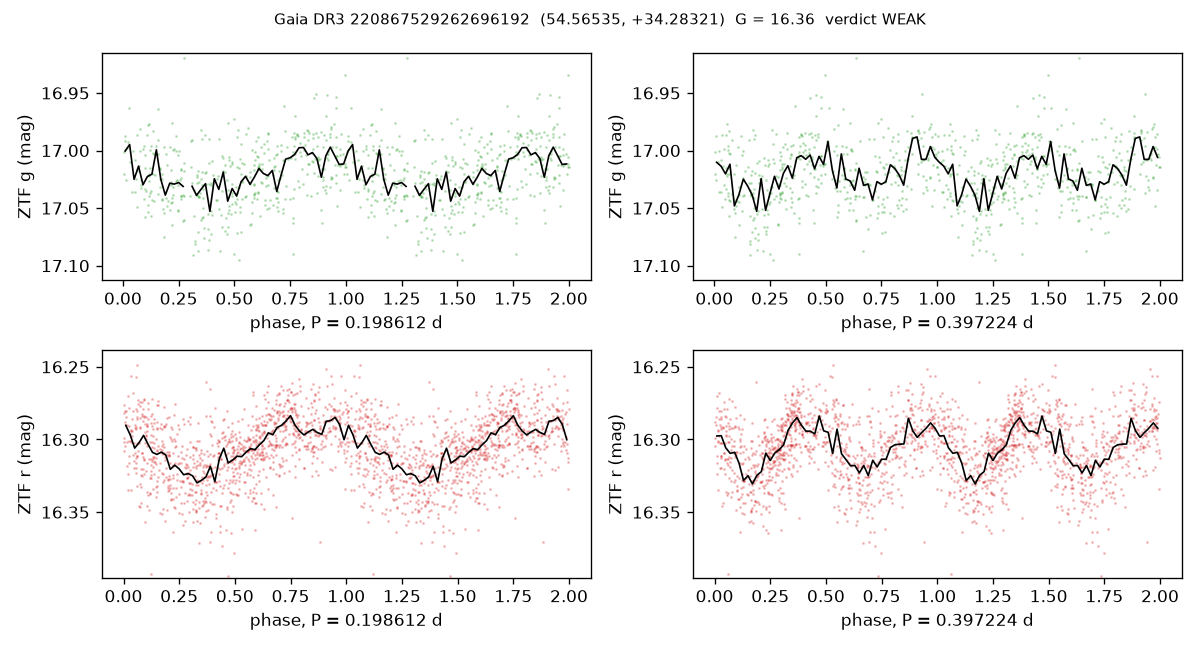 Gaia DR3 220867529262696192  (54.56535, +34.28321)  G = 16.36  verdict WEAK
ZTF g (mag)
16.95
17.00
17.05
17.10
0.00 0.25 0.50 0.75 1.00 1.25 1.50 1.75 2.00
phase, P = 0.198612 d
ZTF g (mag)
16.95
17.00
17.05
17.10
0.00 0.25 0.50 0.75 1.00 1.25 1.50 1.75 2.00
phase, P = 0.397224 d
ZTF r (mag)
16.25
16.30
16.35
0.00 0.25 0.50 0.75 1.00 1.25 1.50 1.75 2.00
phase, P = 0.198612 d
ZTF r (mag)
16.25
16.30
16.35
0.00 0.25 0.50 0.75 1.00 1.25 1.50 1.75 2.00
phase, P = 0.397224 d